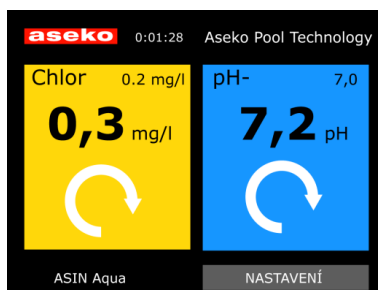 aseko 0:01:28 Aseko Pool Technology
Chlor 0.2 mg/l pH- 7,0
0,3 mg/l 7,2 pH
ASIN Aqua NASTAVENÍ